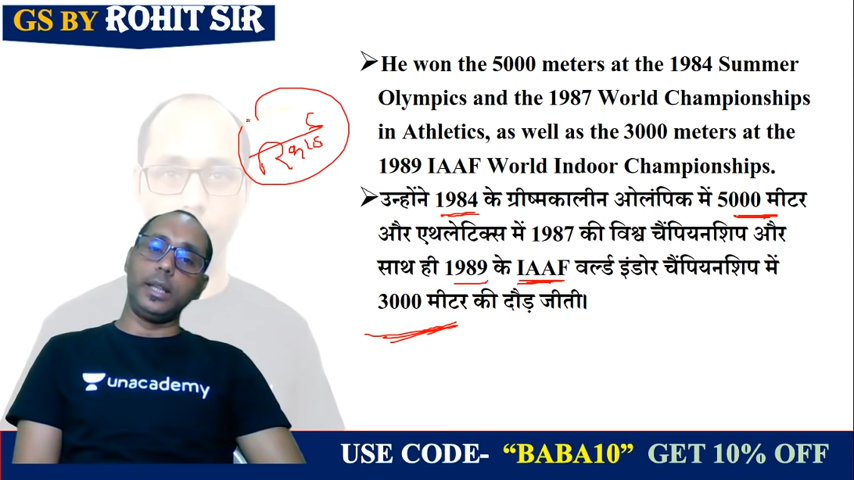 GS BY ROHIT SIR
➤He won the 5000 meters at the 1984 Summer
Olympics and the 1987 World Championships
in Athletics, as well as the 3000 meters at the
1989 IAAF World Indoor Championships.
➤उन्होंने 1984 के ग्रीष्मकालीन ओलंपिक में 5000 मीटर
और एथलेटिक्स में 1987 की विश्व चैंपियनशिप और
साथ ही 1989 के IAAF वर्ल्ड इंडोर चैंपियनशिप में
3000 मीटर की दौड़ जीती।
unacademy
USE CODE- “BABA10” GET 10% OFF